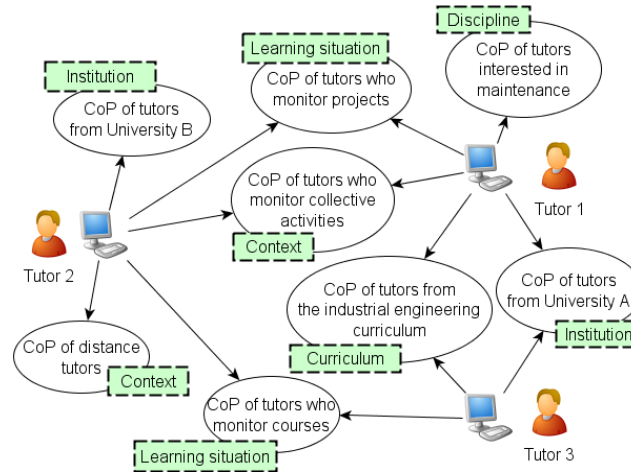 Discipline
CoP of tutors
interested in
maintenance
Learning situation
CoP of tutors who
monitor projects
Institution
CoP of tutors
from University B
CoP of tutors who
monitor collective
activities
Context
Tutor 1
Tutor 2
CoP of tutors from
the industrial engineering
curriculum
Curriculum
CoP of tutors
from University A
Institution
CoP of distance
tutors
Context
CoP of tutors who
monitor courses
Learning situation
Tutor 3